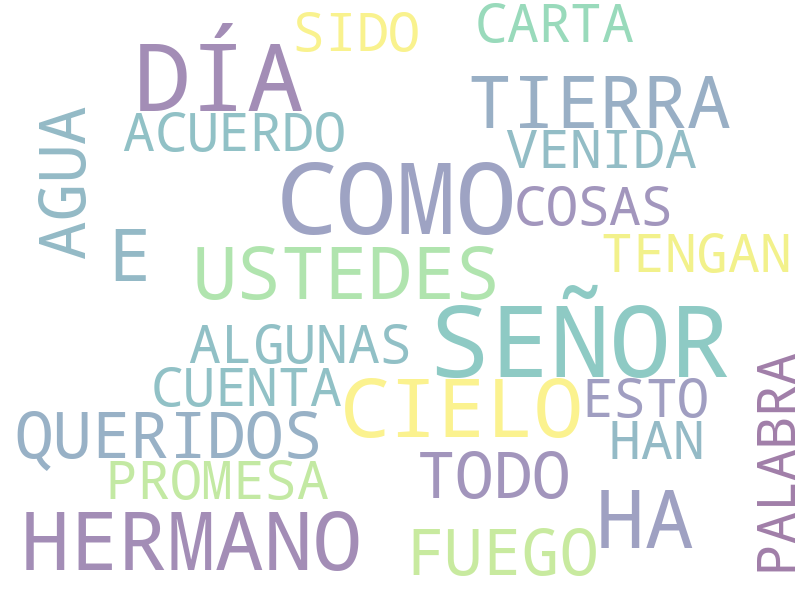 SIDO
CARTA
DÍA
TIERRA
AGUA
ACUERDO
VENIDA
COMO
COSAS
E
USTEDES
TENGAN
SEÑOR
ALGUNAS
CUENTA
CIELO
ESTO
QUERIDOS
HAN
PALABRA
PROMESA
TODO
HERMANO
HA
FUEGO